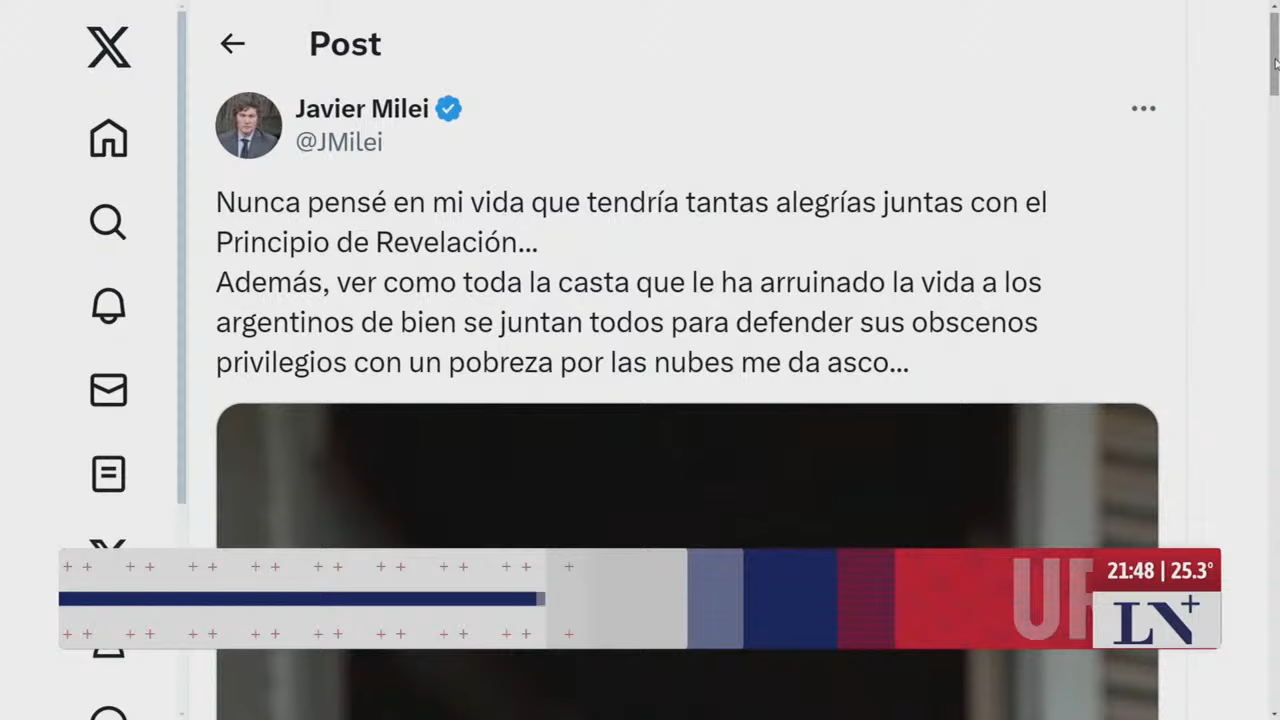 Post
Javier Milei
@JMilei
Nunca pensé en mi vida que tendría tantas alegrías juntas con el
Principio de Revelación...
Además, ver como toda la casta que le ha arruinado la vida a los
argentinos de bien se juntan todos para defender sus obscenos
privilegios con un pobreza por las nubes me da asco...
21:48 | 25.3°
LN+